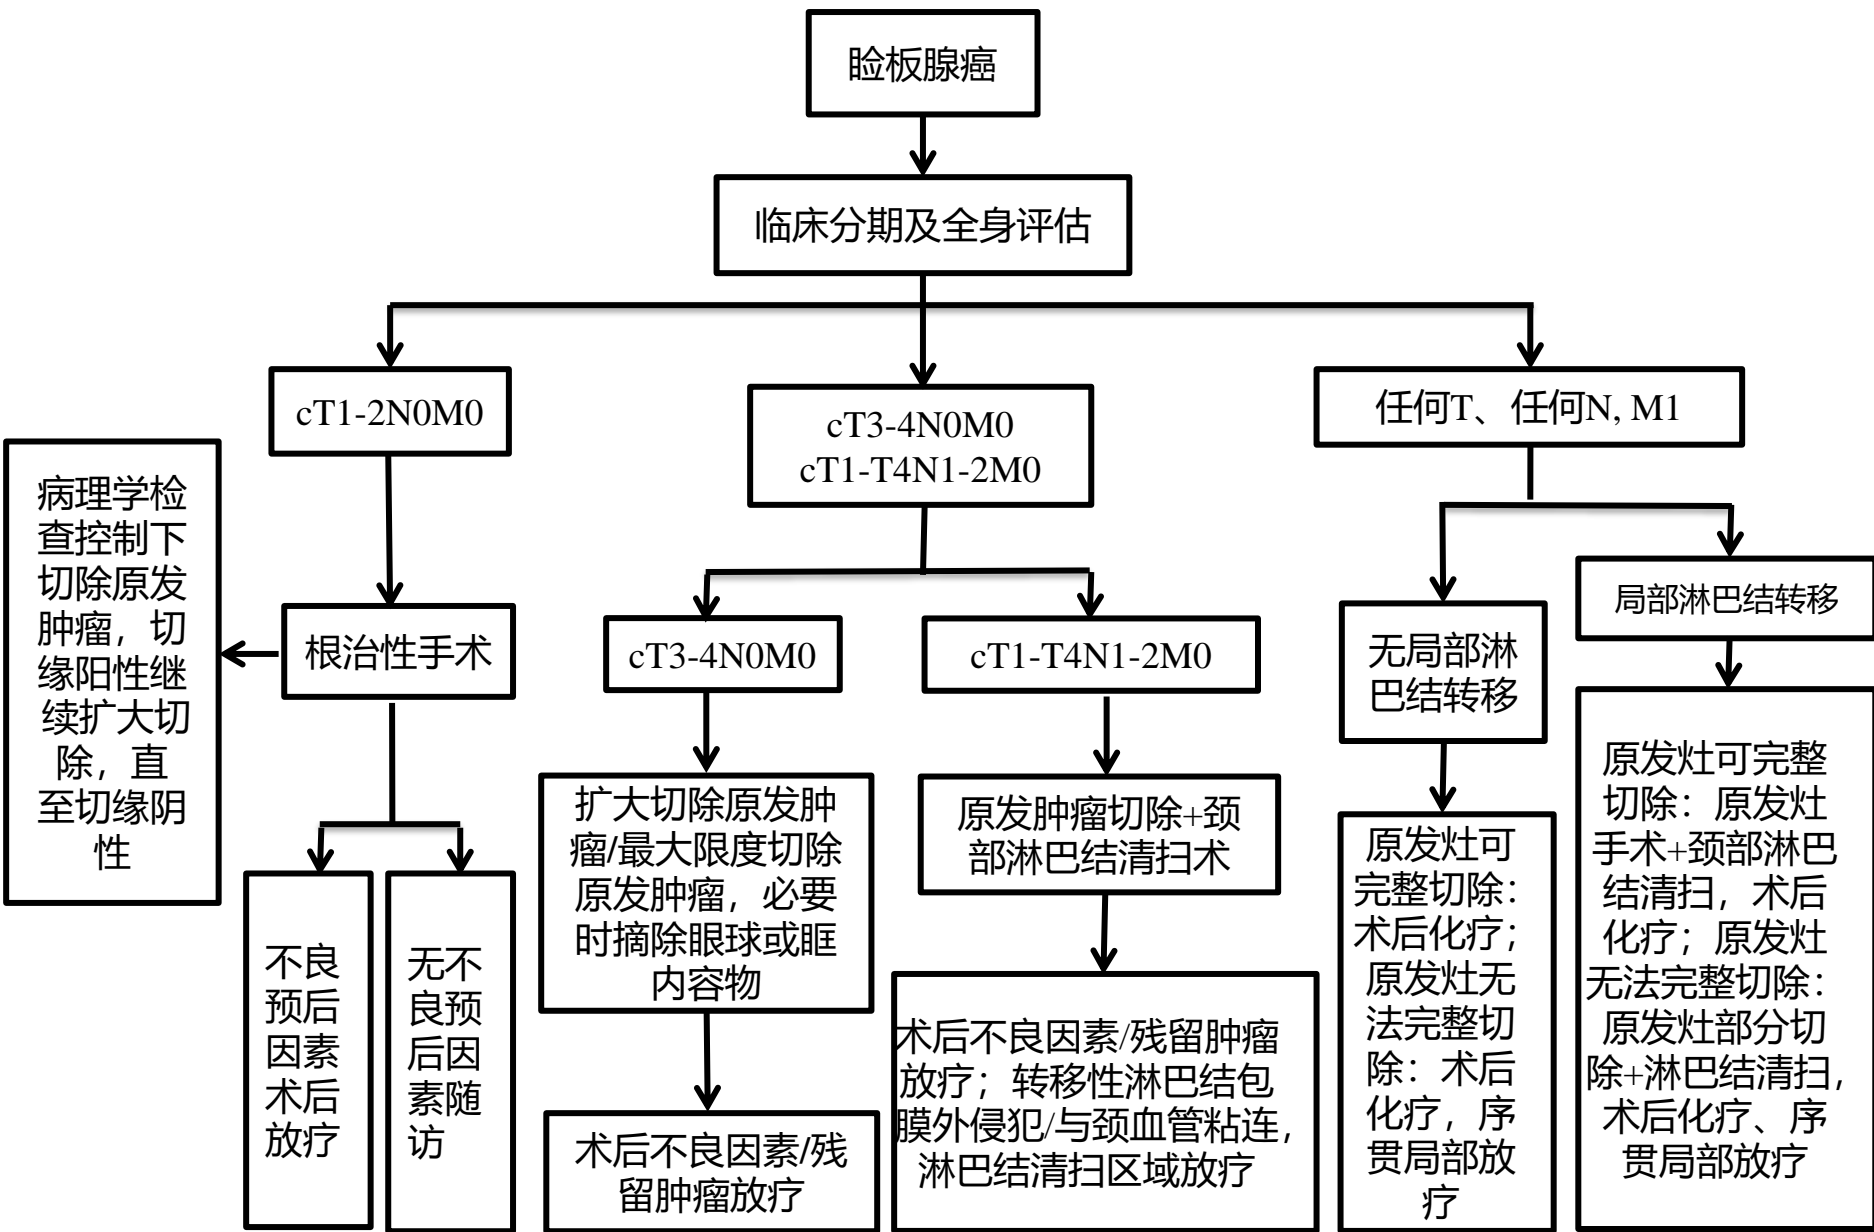 睑板腺癌
临床分期及全身评估
cT1-2N0M0
cT3-4N0M0
cT1-T4N1-2M0
任何T、任何N, M1
病理学检
查控制下
切除原发
肿瘤，切
缘阳性继
续扩大切
除，直
至切缘阴
性
根治性手术
cT3-4N0M0
cT1-T4N1-2M0
无局部淋
巴结转移
局部淋巴结转移
不良
预后
因素
术后
放疗
无不
良预
后因
素随
访
扩大切除原发肿
瘤/最大限度切除
原发肿瘤，必要
时摘除眼球或眶
内容物
术后不良因素/残
留肿瘤放疗
原发肿瘤切除+颈
部淋巴结清扫术
术后不良因素/残留肿瘤
放疗；转移性淋巴结包
膜外侵犯/与颈血管粘连，
淋巴结清扫区域放疗
原发灶可
完整切除：
术后化疗；
原发灶无
法完整切
除：术后
化疗，序
贯局部放
疗
原发灶可完整
切除：原发灶
手术+颈部淋巴
结清扫，术后
化疗；原发灶
无法完整切除：
原发灶部分切
除+淋巴结清扫，
术后化疗、序
贯局部放疗